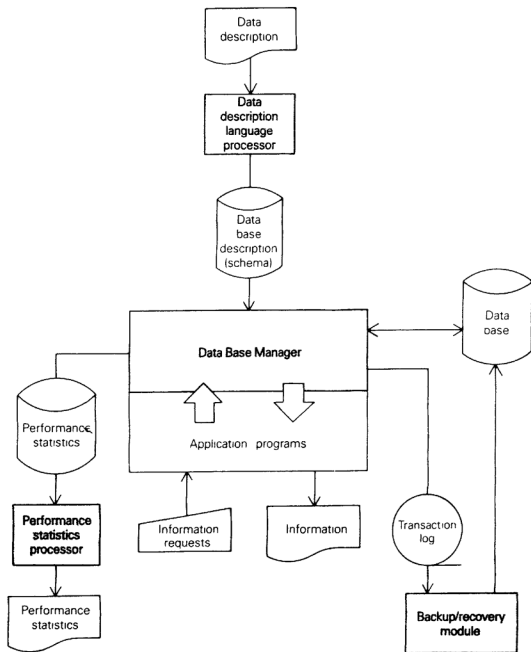 Data
description
Data
description
language
processor
Data
base
description
(schema)
Data Base Manager
Data
base
Performance
statistics
Application programs
Performance
statistics
processor
Information
requests
Information
Transaction
log
Performance
statistics
Backup/recovery
module